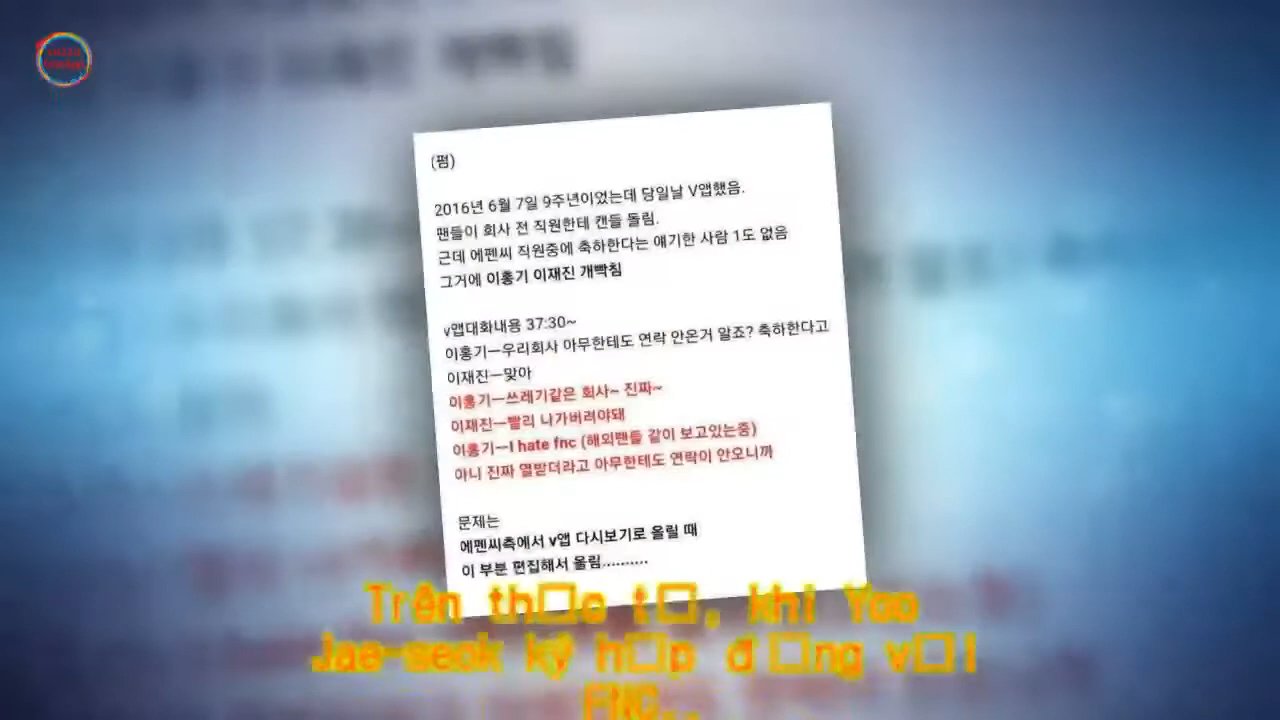 (펌)
2016년 6월 7일 9주년이었는데 당일날 V앱했음.
팬들이 회사 전 직원한테 캔들 돌림.
근데 에펜씨 직원중에 축하한다는 얘기한 사람 1도 없음
그거에 이홍기 이재진 개빡침
v앱대화내용 37:30~
이홍기ㅡ우리회사 아무한테도 연락 안온거 알죠? 축하한다고
이재진ㅡ맞아
이홍기ㅡ쓰레기같은 회사~ 진짜~
이재진ㅡ빨리 나가버려야돼
이홍기ㅡI hate fnc (해외팬들 같이 보고있는중)
아니 진짜 열받더라고 아무한테도 연락이 안오니까
문제는
에펜씨측에서 v앱 다시보기로 올릴 때
이 부분 편집해서 올림..........
Trên th□c t□, khi Yoo
Jae-seok ký h□p đ□ng v□i
FNC..